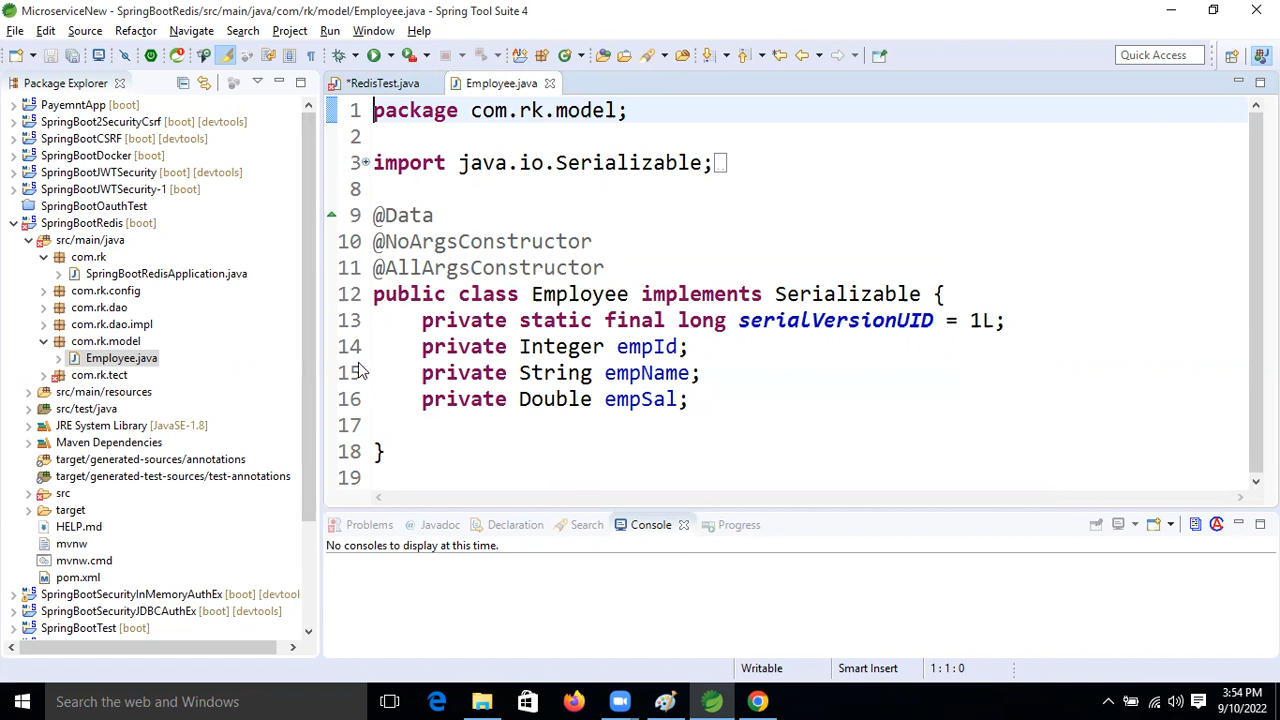 MicroserviceNew - SpringBootRedis/src/main/java/com/rk/model/Employee.java - Spring Tool Suite 4
File Edit Source Refactor Navigate Search Project Run Window Help
Quick Access
Package Explorer
*RedisTest.java
Employee.java
PayemntApp [boot]
SpringBoot2SecurityCsrf [boot] [devtools]
SpringBootCSRF [boot] [devtools]
SpringBootDocker [boot]
SpringBootJWTSecurity [boot] [devtools]
SpringBootJWTSecurity-1 [boot]
SpringBootOauthTest
SpringBootRedis [boot]
src/main/java
com.rk
SpringBootRedisApplication.java
com.rk.config
com.rk.dao
com.rk.dao.impl
com.rk.model
Employee.java
com.rk.tect
src/main/resources
src/test/java
JRE System Library [JavaSE-1.8]
Maven Dependencies
target/generated-sources/annotations
target/generated-test-sources/test-annotations
src
target
HELP.md
mvnw
mvnw.cmd
pom.xml
SpringBootSecurityInMemoryAuthEx [boot] [devtools]
SpringBootSecurityJDBCAuthEx [boot] [devtools]
SpringBootTest [boot]
1 package com.rk.model;
2
3 import java.io.Serializable;
8
9 @Data
10 @NoArgsConstructor
11 @AllArgsConstructor
12 public class Employee implements Serializable {
13 private static final long serialVersionUID = 1L;
14 private Integer empId;
15 private String empName;
16 private Double empSal;
17
18 }
19
Problems Javadoc Declaration Search Console Progress
No consoles to display at this time.
Writable Smart Insert 1 : 1 : 0
Search the web and Windows
3:54 PM
9/10/2022